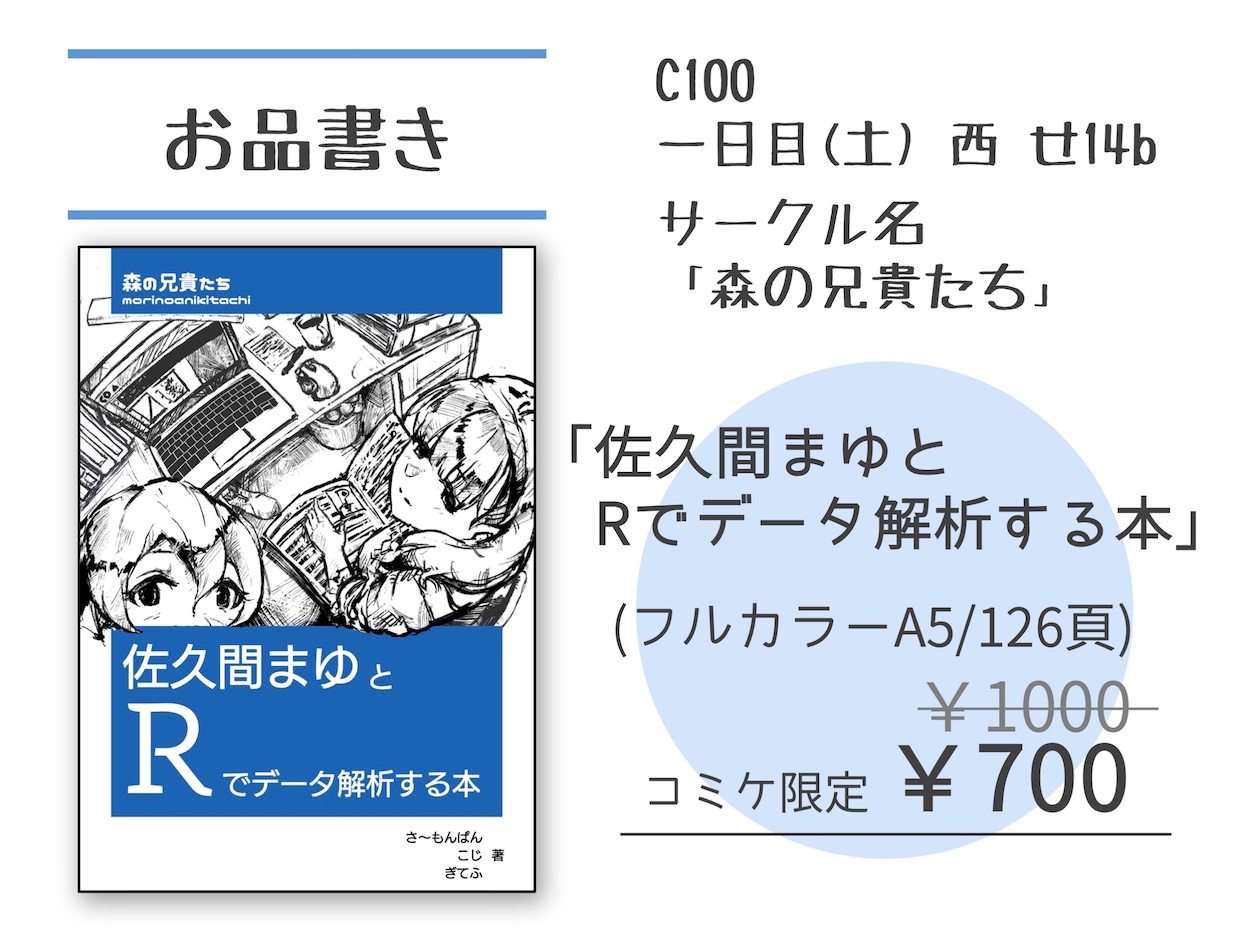 お品書き
C100
一日目(土) 西 せ14b
サークル名
「森の兄貴たち」
森の兄貴たち
morinoanikitachi
佐久間まゆと
R
でデータ解析する本
さ～もんぱん
こじ 著
ぎてふ
「佐久間まゆと
Rでデータ解析する本」
(フルカラーA5/126頁)
￥1000
コミケ限定 ￥700